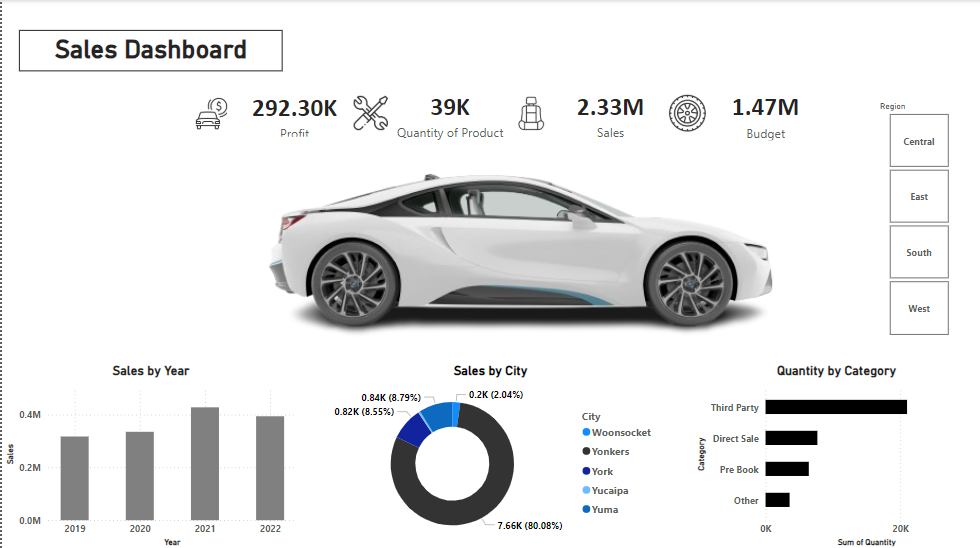 Sales Dashboard
292.30K
Profit
39K
Quantity of Product
2.33M
Sales
1.47M
Budget
Region
Central
East
South
West
Sales by Year
0.4M
0.2M
0.0M
Sales
2019 2020 2021 2022
Year
Sales by City
0.84K (8.79%)
0.2K (2.04%)
0.82K (8.55%)
7.66K (80.08%)
City
Woonsocket
Yonkers
York
Yucaipa
Yuma
Quantity by Category
Category
Third Party
Direct Sale
Pre Book
Other
0K 20K
Sum of Quantity